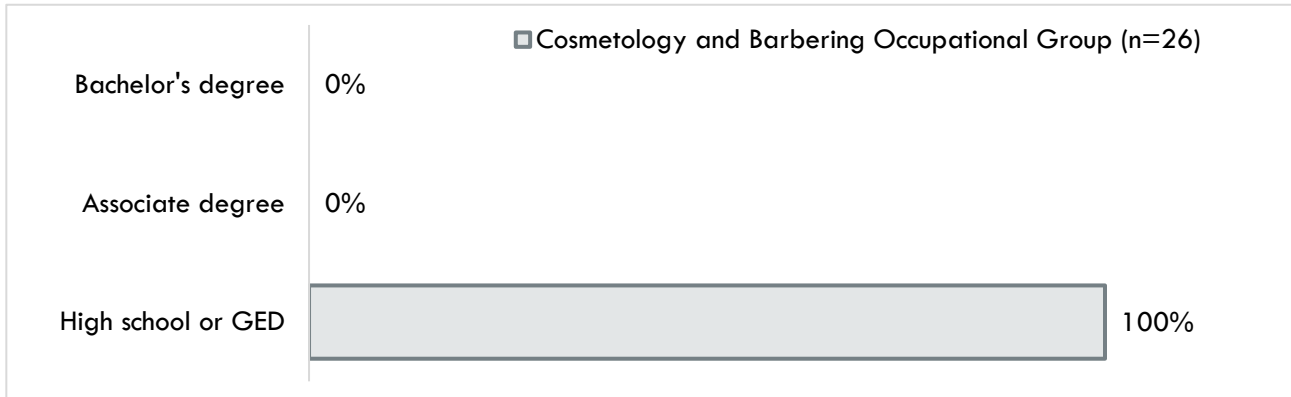 Cosmetology and Barbering Occupational Group (n=26)
Bachelor's degree 0%
Associate degree 0%
High school or GED 100%